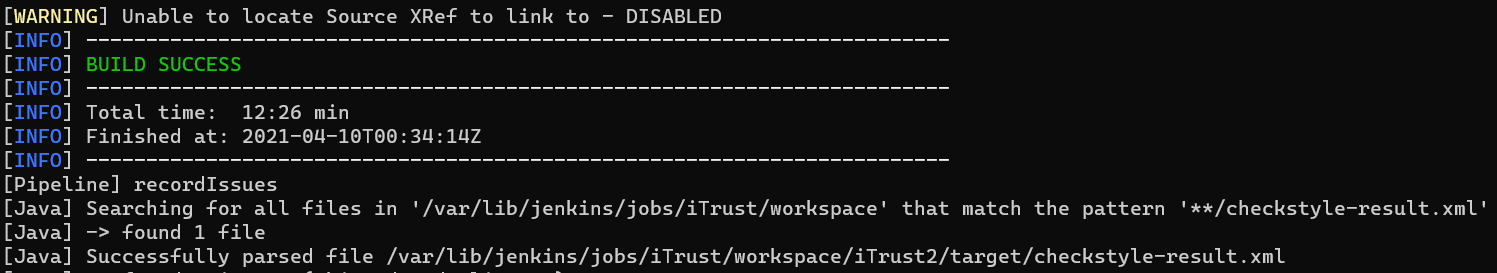 [WARNING] Unable to locate Source XRef to link to - DISABLED
[INFO] ------------------------------------------------------------------------
[INFO] BUILD SUCCESS
[INFO] ------------------------------------------------------------------------
[INFO] Total time:  12:26 min
[INFO] Finished at: 2021-04-10T00:34:14Z
[INFO] ------------------------------------------------------------------------
[Pipeline] recordIssues
[Java] Searching for all files in '/var/lib/jenkins/jobs/iTrust/workspace' that match the pattern '**/checkstyle-result.xml'
[Java] -> found 1 file
[Java] Successfully parsed file /var/lib/jenkins/jobs/iTrust/workspace/iTrust2/target/checkstyle-result.xml